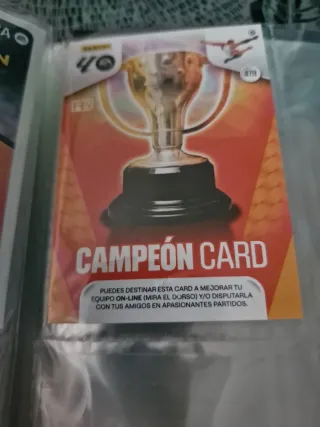 PANINI
CAMPEÓN CARD
PUEDES DESTINAR ESTA CARD A MEJORAR TU
EQUIPO ON-LINE (MIRA EL DORSO) Y/O DISPUTARLA
CON TUS AMIGOS EN APASIONANTES PARTIDOS.